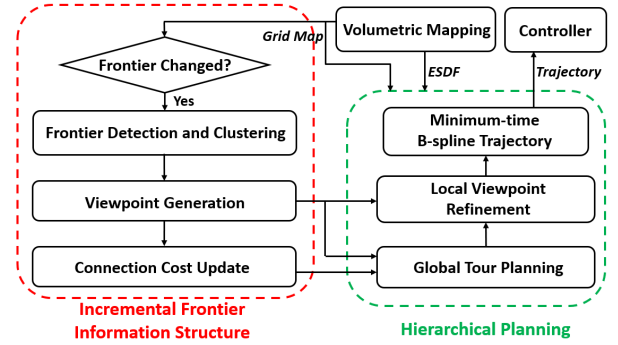 Volumetric Mapping
Controller
Grid Map
Frontier Changed?
ESDF
Trajectory
Yes
Frontier Detection and Clustering
Minimum-time
B-spline Trajectory
Viewpoint Generation
Local Viewpoint
Refinement
Connection Cost Update
Global Tour Planning
Incremental Frontier
Information Structure
Hierarchical Planning